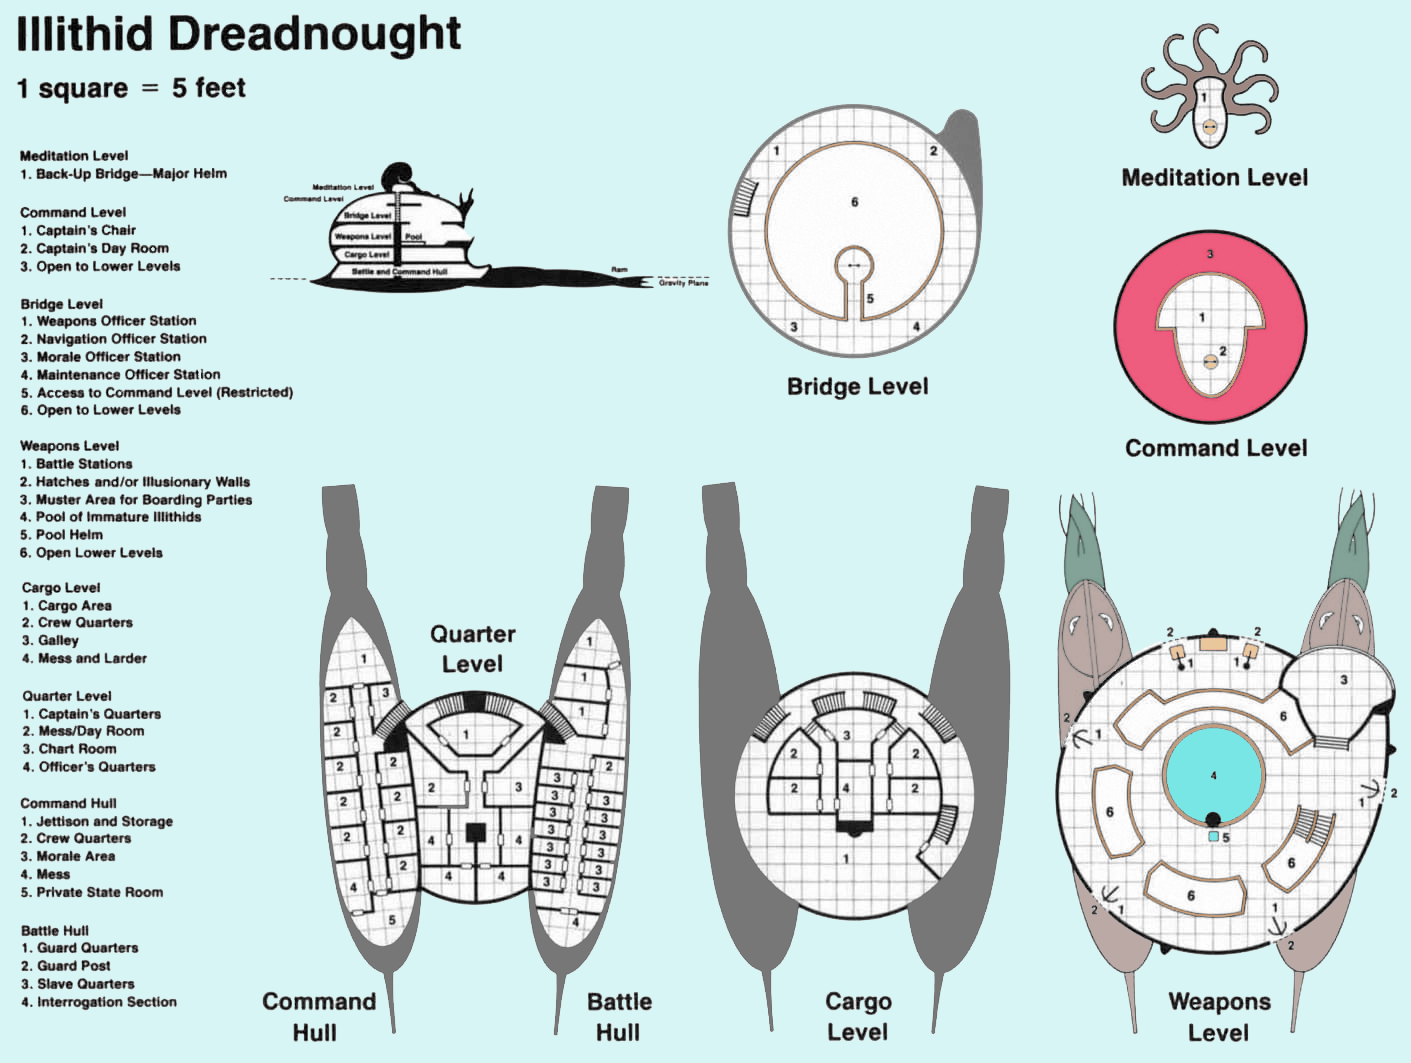 Illithid Dreadnought
1 square = 5 feet
Meditation Level
1. Back-Up Bridge—Major Helm
Command Level
1. Captain's Chair
2. Captain's Day Room
3. Open to Lower Levels
Bridge Level
1. Weapons Officer Station
2. Navigation Officer Station
3. Morale Officer Station
4. Maintenance Officer Station
5. Access to Command Level (Restricted)
6. Open to Lower Levels
Weapons Level
1. Battle Stations
2. Hatches and/or Illusionary Walls
3. Muster Area for Boarding Parties
4. Pool of Immature Illithids
5. Pool Helm
6. Open Lower Levels
Cargo Level
1. Cargo Area
2. Crew Quarters
3. Galley
4. Mess and Larder
Quarter Level
1. Captain's Quarters
2. Mess/Day Room
3. Chart Room
4. Officer's Quarters
Command Hull
1. Jettison and Storage
2. Crew Quarters
3. Morale Area
4. Mess
5. Private State Room
Battle Hull
1. Guard Quarters
2. Guard Post
3. Slave Quarters
4. Interrogation Section
Meditation Level
Command Level
Bridge Level
Weapons Level Pool
Cargo Level
Battle and Command Hull
Ram
Gravity Plane
1
2
6
5
3
4
Bridge Level
1
Meditation Level
3
1
2
Command Level
Quarter
Level
1
2
3
2
2
2
2
2
2
2
4
5
1
2
3
4
4
4
4
1
1
1
2
3
3
3
3
3
3
3
3
3
3
3
3
3
4
Command
Hull
Battle
Hull
3
2
2
2
4
2
1
Cargo
Level
2
2
1
1
3
2
1
6
4
1
2
6
5
6
6
2
1
1
2
Weapons
Level